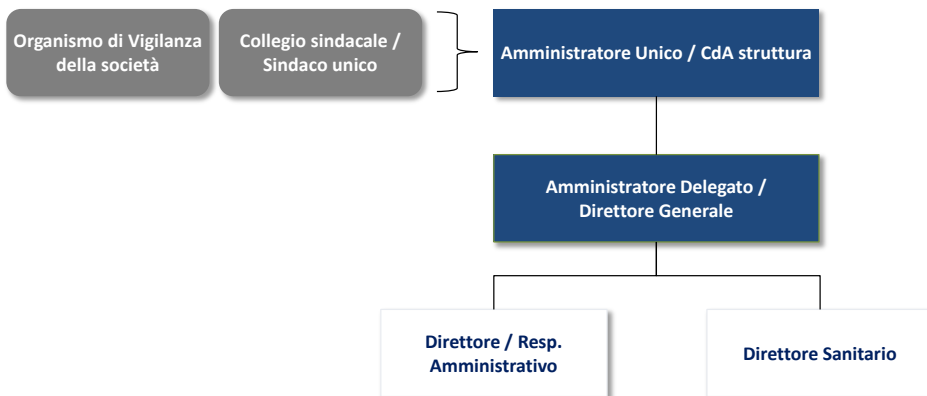 Organismo di Vigilanza
della società
Collegio sindacale /
Sindaco unico
Amministratore Unico / CdA struttura
Amministratore Delegato /
Direttore Generale
Direttore / Resp.
Amministrativo
Direttore Sanitario